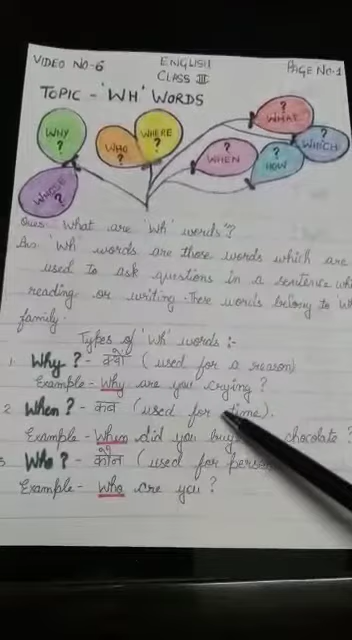 VIDEO NO-6 ENGLISH PAGE NO.1
CLASS III
TOPIC - 'WH' WORDS
WHY ?
WHO ?
WHERE ?
WHAT ?
WHEN ?
HOW ?
WHICH ?
WHOSE ?
Ques- What are 'Wh' words?
Ans- 'Wh' words are those words which are
used to ask questions in a sentence
reading or writing. These words belong to
family.
Types of 'Wh' words :-
1. Why? - क्यों (used for a reason)
Example - Why are you crying?
2. When? - कब (used for time).
Example - When did you buy chocolate?
3. Who? - कौन (used for person
Example - Who are you?